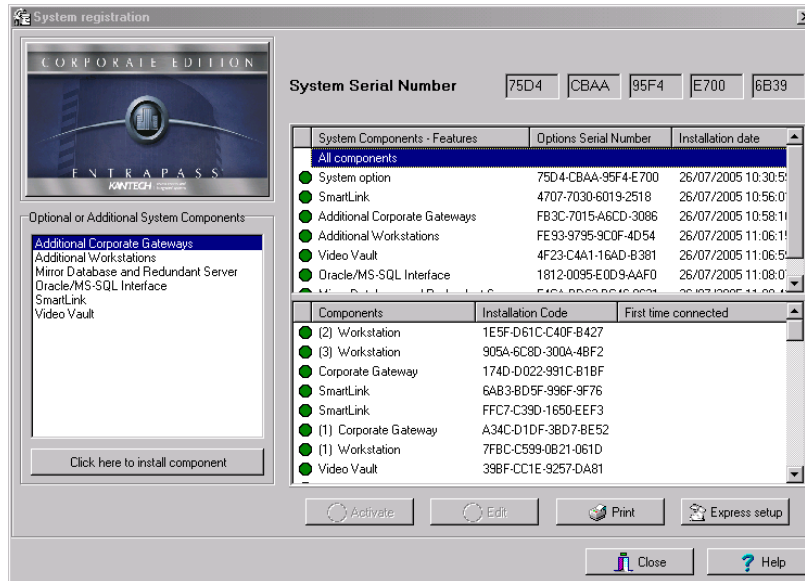 System registration
CORPORATE EDITION
ENTRAPASS
KANTECH
System Serial Number 75D4 CBAA 95F4 E700 6B39
System Components - Features Options Serial Number Installation date
All components
System option 75D4-CBAA-95F4-E700 26/07/2005 10:30:5
SmartLink 4707-7030-6019-2518 26/07/2005 10:56:0
Additional Corporate Gateways FB3C-7015-A6CD-3086 26/07/2005 10:58:1
Additional Workstations FE93-9795-9C0F-4D54 26/07/2005 11:06:1
Video Vault 4F23-C4A1-16AD-B381 26/07/2005 11:06:5
Oracle/MS-SQL Interface 1812-0095-E0D9-AAF0 26/07/2005 11:08:0
Optional or Additional System Components
Additional Corporate Gateways
Additional Workstations
Mirror Database and Redundant Server
Oracle/MS-SQL Interface
SmartLink
Video Vault
Click here to install component
Components Installation Code First time connected
(2) Workstation 1E5F-D61C-C40F-B427
(3) Workstation 905A-6C8D-300A-4BF2
Corporate Gateway 174D-D022-991C-B1BF
SmartLink 6AB3-BD5F-996F-9F76
SmartLink FFC7-C39D-1650-EEF3
(1) Corporate Gateway A34C-D1DF-3BD7-BE52
(1) Workstation 7FBC-C599-0B21-061D
Video Vault 39BF-CC1E-9257-DA81
Activate Edit Print Express setup
Close Help